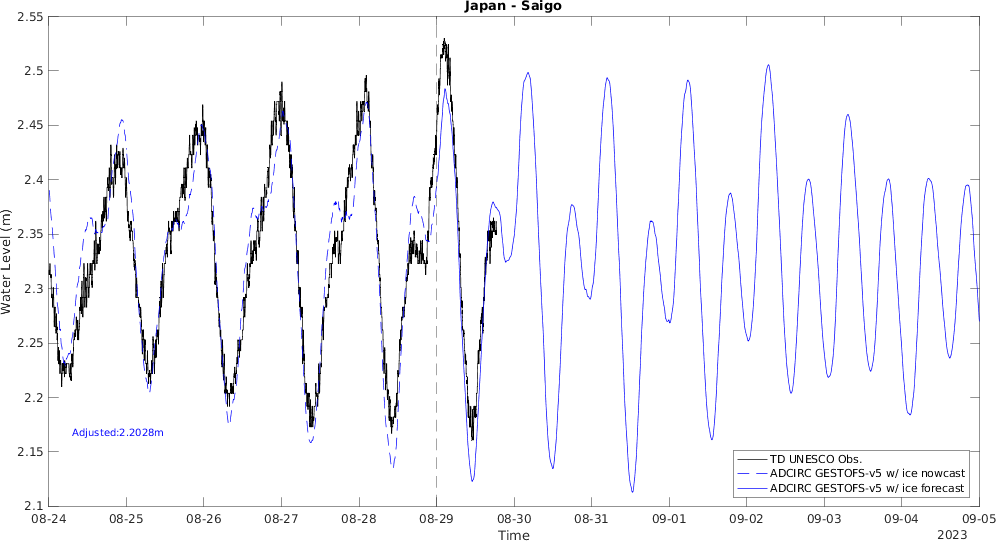 Japan - Saigo
2.55
2.5
2.45
2.4
2.35
2.3
2.25
2.2
2.15
2.1
Water Level (m)
Adjusted:2.2028m
TD UNESCO Obs.
ADCIRC GESTOFS-v5 w/ ice nowcast
ADCIRC GESTOFS-v5 w/ ice forecast
08-24 08-25 08-26 08-27 08-28 08-29 08-30 08-31 09-01 09-02 09-03 09-04 09-05
Time
2023